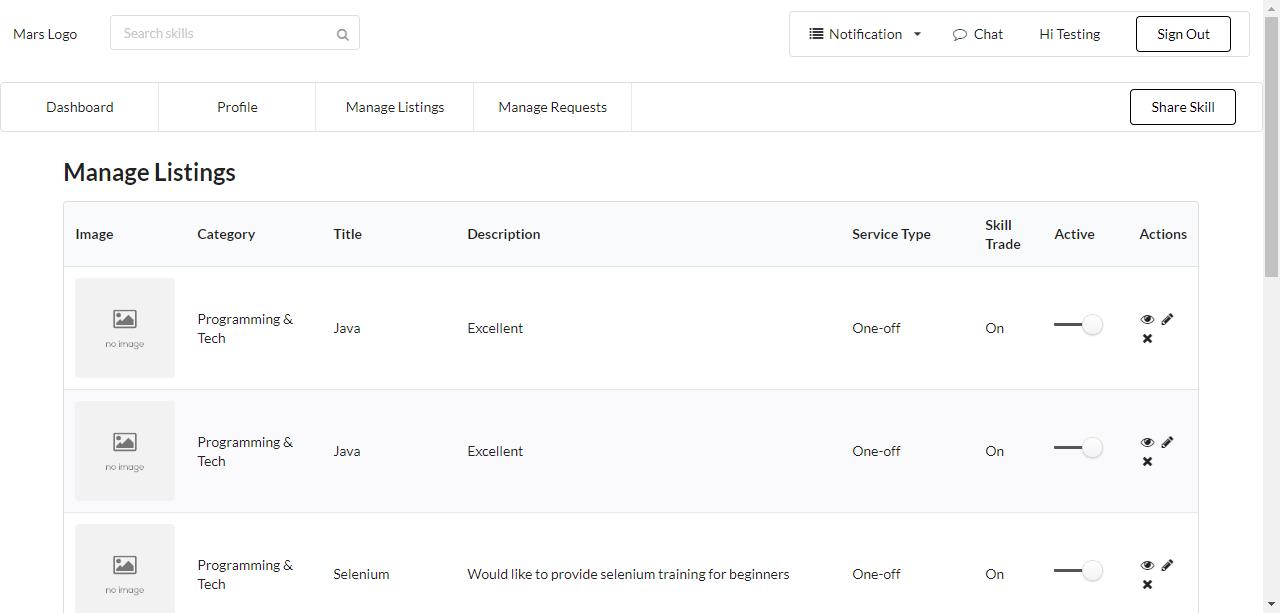 Mars Logo
Search skills
Notification
Chat
Hi Testing
Sign Out
Dashboard
Profile
Manage Listings
Manage Requests
Share Skill
Manage Listings
Image Category Title Description Service Type Skill Trade Active Actions
no image
Programming & Tech
Java
Excellent
One-off
On
no image
Programming & Tech
Java
Excellent
One-off
On
no image
Programming & Tech
Selenium
Would like to provide selenium training for beginners
One-off
On